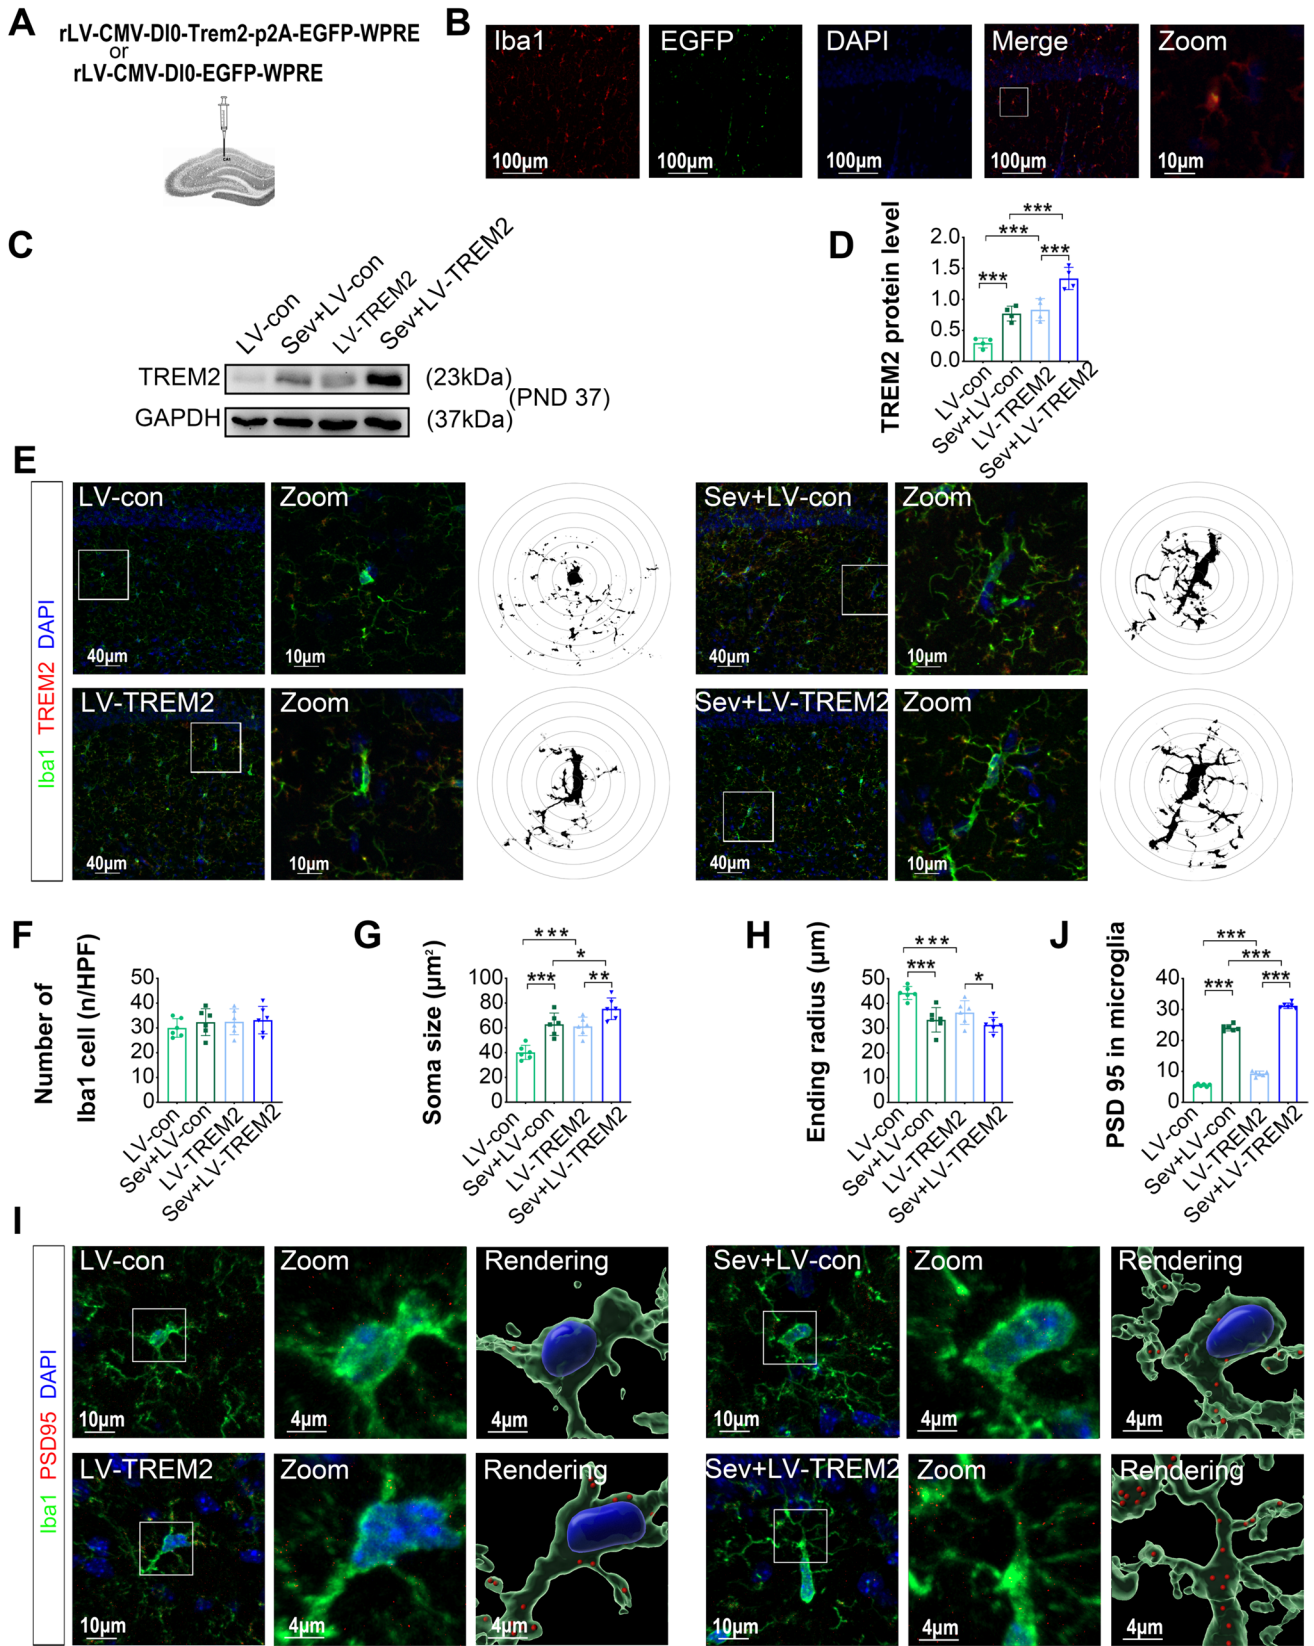 A
rLV-CMV-DI0-Trem2-p2A-EGFP-WPRE
or
rLV-CMV-DI0-EGFP-WPRE
CA1
B
Iba1
EGFP
DAPI
Merge
Zoom
100μm
100μm
100μm
100μm
10μm
C
LV-con
Sev+LV-con
LV-TREM2
Sev+LV-TREM2
TREM2
(23kDa)
GAPDH
(37kDa)
(PND 37)
D
TREM2 protein level
2.0
1.5
1.0
0.5
0.0
***
***
***
***
LV-con
Sev+LV-con
LV-TREM2
Sev+LV-TREM2
E
Iba1 TREM2 DAPI
LV-con
Zoom
Sev+LV-con
Zoom
40μm
10μm
40μm
10μm
LV-TREM2
Zoom
Sev+LV-TREM2
Zoom
40μm
10μm
40μm
10μm
F
Number of
Iba1 cell (n/HPF)
50
40
30
20
10
0
LV-con
Sev+LV-con
LV-TREM2
Sev+LV-TREM2
G
Soma size (μm²)
100
80
60
40
20
0
***
*
***
**
LV-con
Sev+LV-con
LV-TREM2
Sev+LV-TREM2
H
Ending radius (μm)
50
40
30
20
10
0
***
***
*
LV-con
Sev+LV-con
LV-TREM2
Sev+LV-TREM2
J
PSD 95 in microglia
40
30
20
10
0
***
***
***
***
LV-con
Sev+LV-con
LV-TREM2
Sev+LV-TREM2
I
Iba1 PSD95 DAPI
LV-con
Zoom
Rendering
Sev+LV-con
Zoom
Rendering
10μm
4μm
4μm
10μm
4μm
4μm
LV-TREM2
Zoom
Rendering
Sev+LV-TREM2
Zoom
Rendering
10μm
4μm
4μm
10μm
4μm
4μm